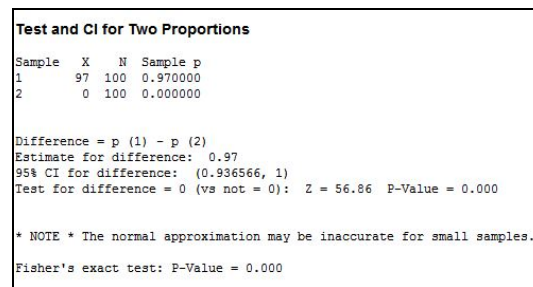 Test and CI for Two Proportions
Sample X N Sample p
1 97 100 0.970000
2 0 100 0.000000
Difference = p (1) - p (2)
Estimate for difference: 0.97
95% CI for difference: (0.936566, 1)
Test for difference = 0 (vs not = 0): Z = 56.86 P-Value = 0.000
* NOTE * The normal approximation may be inaccurate for small samples.
Fisher's exact test: P-Value = 0.000